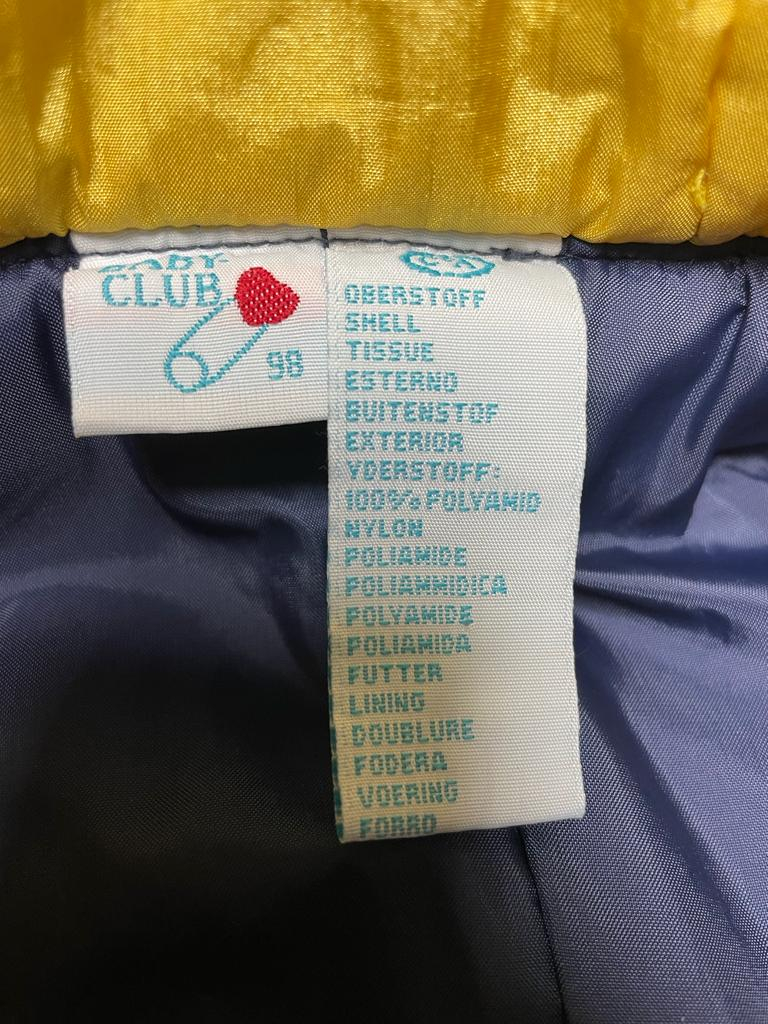 BABY
CLUB
98
C&A
OBERSTOFF
SHELL
TISSUE
ESTERNO
BUITENSTOF
EXTERIOR
YDERSTOFF:
100% POLYAMID
NYLON
POLIAMIDE
POLIAMMIDICA
POLYAMIDE
POLIAMIDA
FUTTER
LINING
DOUBLURE
FODERA
VOERING
FORRO